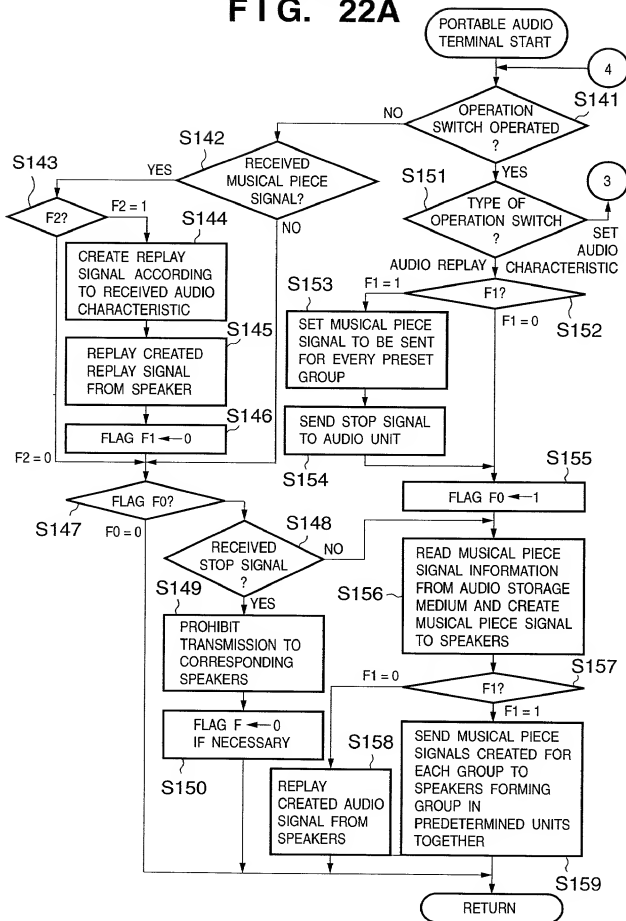 FIG. 22A
PORTABLE AUDIO
TERMINAL START
4
S141
OPERATION
SWITCH OPERATED
?
NO
YES
S142
RECEIVED
MUSICAL PIECE
SIGNAL?
YES
NO
S143
F2?
F2=1
F2=0
S144
CREATE REPLAY
SIGNAL ACCORDING
TO RECEIVED AUDIO
CHARACTERISTIC
S145
REPLAY CREATED
REPLAY SIGNAL
FROM SPEAKER
S146
FLAG F1←0
S151
TYPE OF
OPERATION SWITCH
?
3
SET
AUDIO
CHARACTERISTIC
AUDIO REPLAY
S152
F1?
F1=1
F1=0
S153
SET MUSICAL PIECE
SIGNAL TO BE SENT
FOR EVERY PRESET
GROUP
SEND STOP SIGNAL
TO AUDIO UNIT
S154
S155
FLAG F0←1
S147
FLAG F0?
F0=0
S148
RECEIVED
STOP SIGNAL
?
NO
YES
S149
PROHIBIT
TRANSMISSION TO
CORRESPONDING
SPEAKERS
FLAG F←0
IF NECESSARY
S150
S156
READ MUSICAL PIECE
SIGNAL INFORMATION
FROM AUDIO STORAGE
MEDIUM AND CREATE
MUSICAL PIECE SIGNAL
TO SPEAKERS
S157
F1?
F1=0
F1=1
S158
REPLAY
CREATED AUDIO
SIGNAL FROM
SPEAKERS
SEND MUSICAL PIECE
SIGNALS CREATED FOR
EACH GROUP TO
SPEAKERS FORMING
GROUP IN
PREDETERMINED UNITS
TOGETHER
S159
RETURN